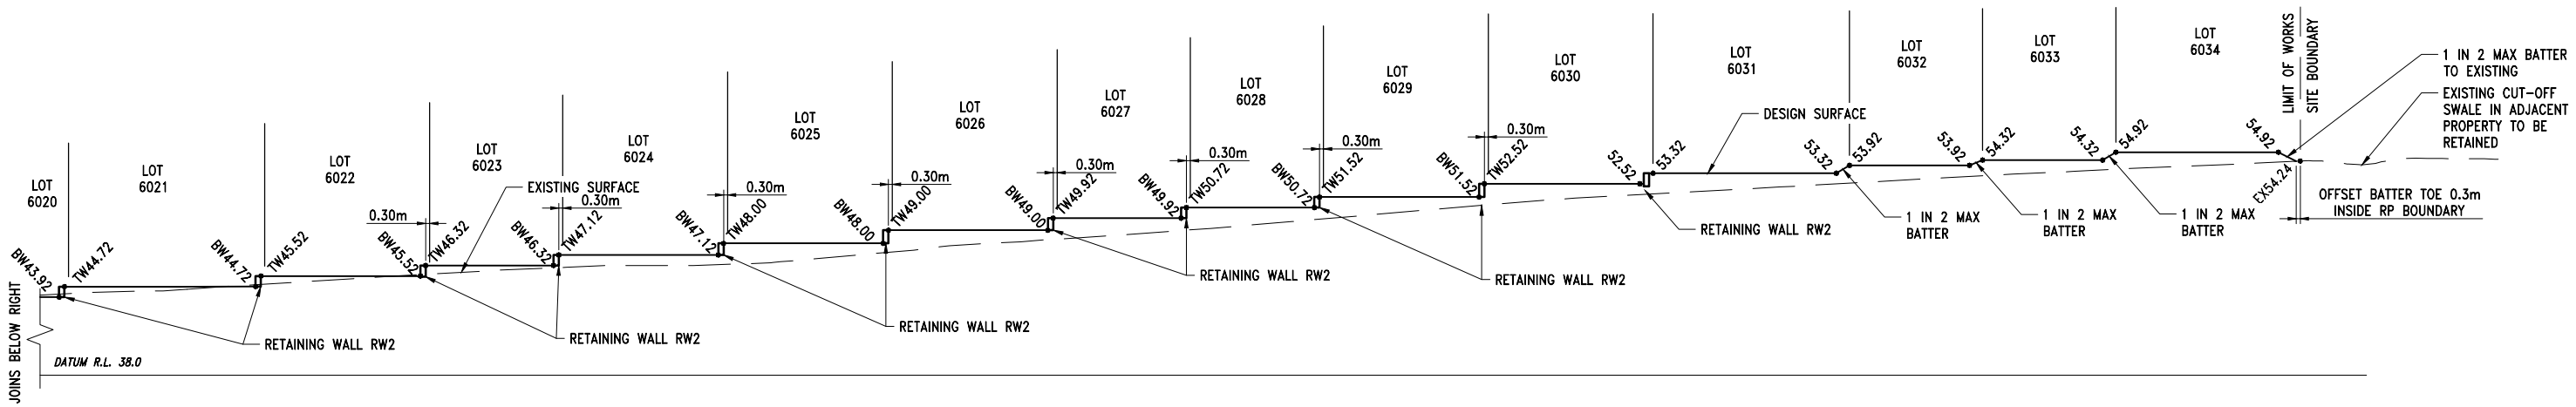 JOINS BELOW RIGHT
DATUM R.L. 38.0
LOT
6020
BW43.92
TW44.72
LOT
6021
BW44.72
TW45.52
RETAINING WALL RW2
LOT
6022
0.30m
BW45.52
TW46.32
LOT
6023
EXISTING SURFACE
0.30m
BW46.32
TW47.12
RETAINING WALL RW2
LOT
6024
0.30m
BW47.12
TW48.00
LOT
6025
0.30m
BW48.00
TW49.00
RETAINING WALL RW2
LOT
6026
0.30m
BW49.00
TW49.92
LOT
6027
0.30m
BW49.92
TW50.72
RETAINING WALL RW2
LOT
6028
0.30m
BW50.72
TW51.52
LOT
6029
0.30m
BW51.52
TW52.52
RETAINING WALL RW2
LOT
6030
52.52
53.32
RETAINING WALL RW2
LOT
6031
DESIGN SURFACE
53.32
53.92
1 IN 2 MAX
BATTER
LOT
6032
53.92
54.32
1 IN 2 MAX
BATTER
LOT
6033
54.32
54.92
1 IN 2 MAX
BATTER
LOT
6034
54.92
EX54.24
LIMIT OF WORKS
SITE BOUNDARY
1 IN 2 MAX BATTER
TO EXISTING
EXISTING CUT-OFF
SWALE IN ADJACENT
PROPERTY TO BE
RETAINED
OFFSET BATTER TOE 0.3m
INSIDE RP BOUNDARY